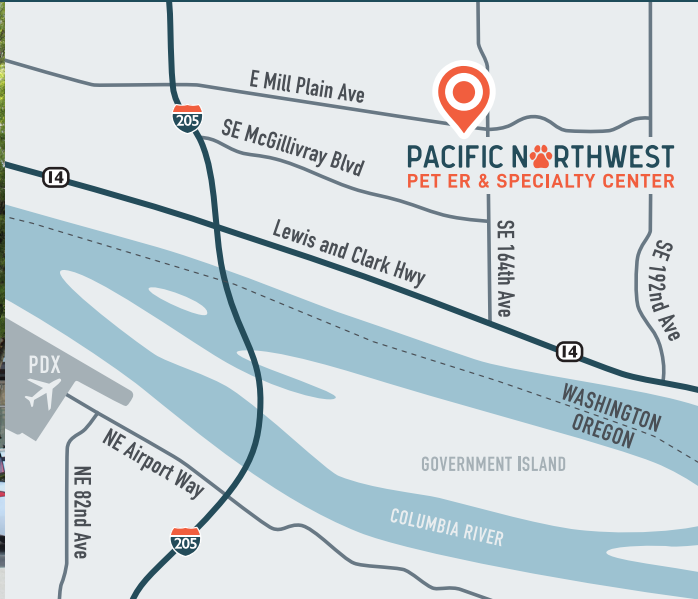 E Mill Plain Ave
205
SE McGillivray Blvd
PACIFIC NORTHWEST
PET ER & SPECIALTY CENTER
14
Lewis and Clark Hwy
SE 164th Ave
SE 192nd Ave
14
PDX
WASHINGTON
OREGON
GOVERNMENT ISLAND
NE Airport Way
NE 82nd Ave
COLUMBIA RIVER
205